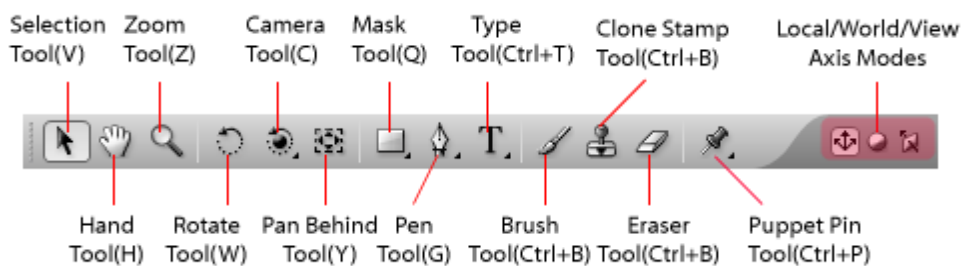 Selection
Tool(V)
Zoom
Tool(Z)
Camera
Tool(C)
Mask
Tool(Q)
Type
Tool(Ctrl+T)
Clone Stamp
Tool(Ctrl+B)
Local/World/View
Axis Modes
T
Hand
Tool(H)
Rotate
Tool(W)
Pan Behind
Tool(Y)
Pen
Tool(G)
Brush
Tool(Ctrl+B)
Eraser
Tool(Ctrl+B)
Puppet Pin
Tool(Ctrl+P)